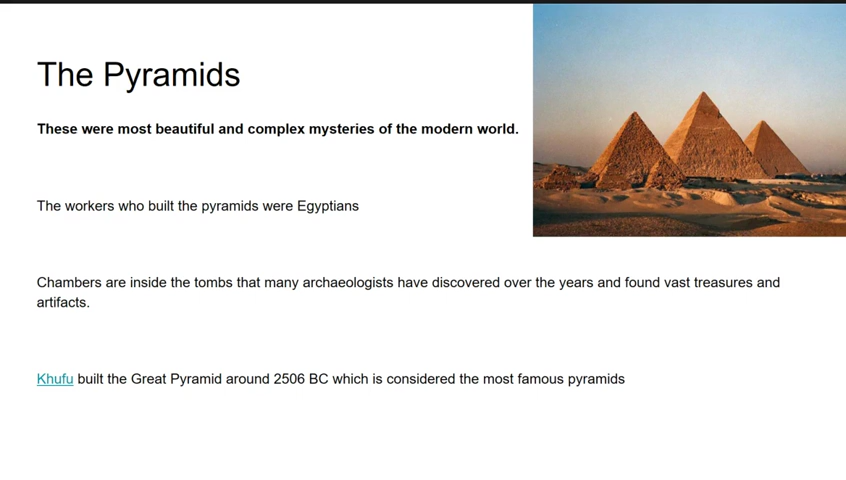 The Pyramids
These were most beautiful and complex mysteries of the modern world.
The workers who built the pyramids were Egyptians
Chambers are inside the tombs that many archaeologists have discovered over the years and found vast treasures and
artifacts.
Khufu built the Great Pyramid around 2506 BC which is considered the most famous pyramids